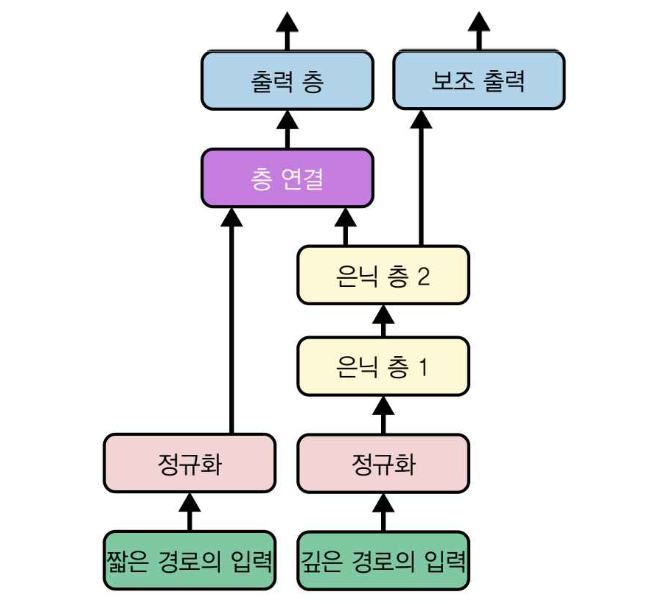 출력 층
보조 출력
층 연결
은닉 층 2
은닉 층 1
정규화
정규화
짧은 경로의 입력
깊은 경로의 입력